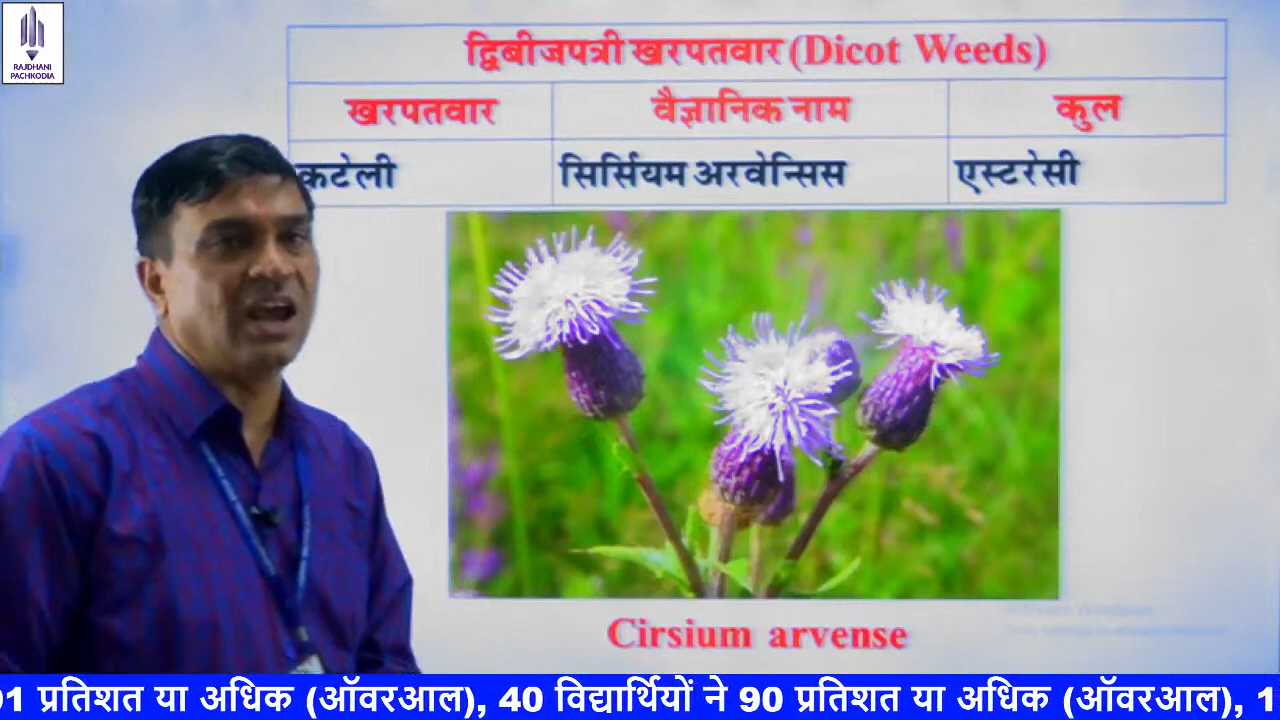 RAJDHANI
PACHKODIA
द्विबीजपत्री खरपतवार (Dicot Weeds)
खरपतवार वैज्ञानिक नाम कुल
कटेली सिर्सियम अरवेन्सिस एस्टरेसी
Cirsium arvense
01 प्रतिशत या अधिक (ऑवरआल), 40 विद्यार्थियों ने 90 प्रतिशत या अधिक (ऑवरआल), 1